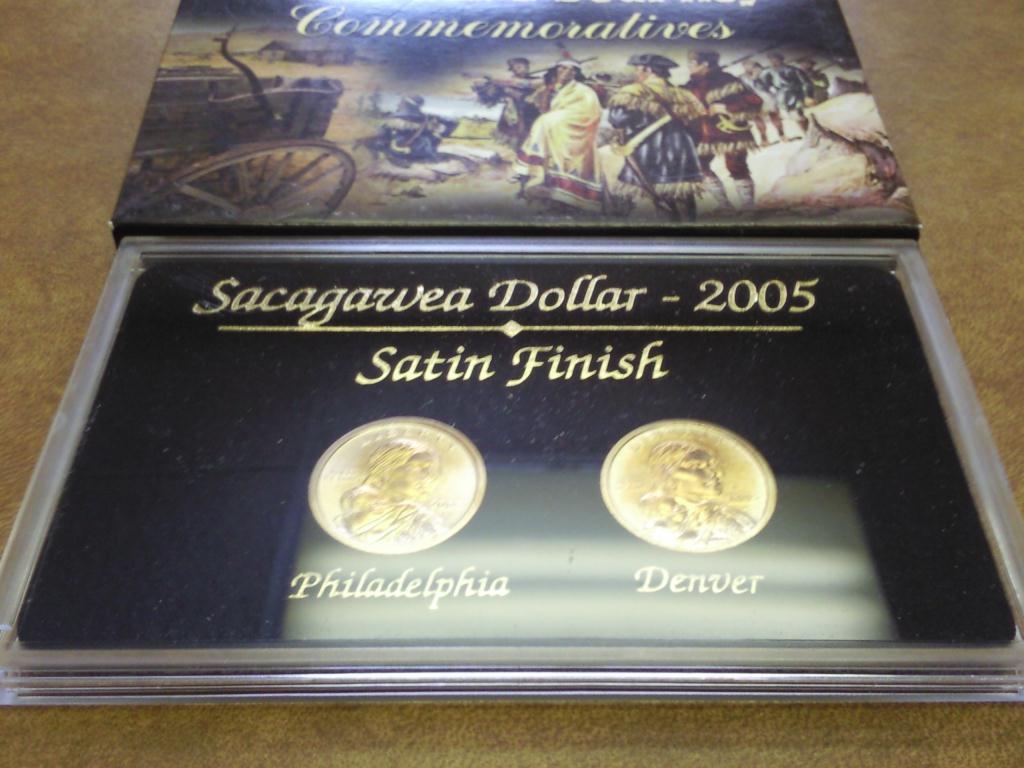 Commemoratives
Sacagawea Dollar - 2005
Satin Finish
Philadelphia
Denver